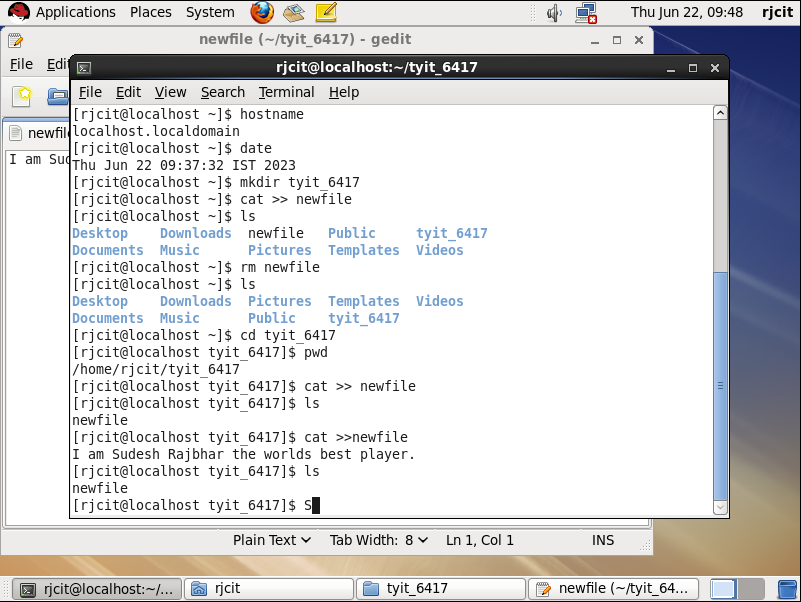 Applications Places System Thu Jun 22, 09:48 rjcit
newfile (~/tyit_6417) - gedit
File
rjcit@localhost:~/tyit_6417
File Edit View Search Terminal Help
newfile
I am
[rjcit@localhost ~]$ hostname
localhost.localdomain
[rjcit@localhost ~]$ date
Thu Jun 22 09:37:32 IST 2023
[rjcit@localhost ~]$ mkdir tyit_6417
[rjcit@localhost ~]$ cat >> newfile
[rjcit@localhost ~]$ ls
Desktop Downloads newfile Public tyit_6417
Documents Music Pictures Templates Videos
[rjcit@localhost ~]$ rm newfile
[rjcit@localhost ~]$ ls
Desktop Downloads Pictures Templates Videos
Documents Music Public tyit_6417
[rjcit@localhost ~]$ cd tyit_6417
[rjcit@localhost tyit_6417]$ pwd
/home/rjcit/tyit_6417
[rjcit@localhost tyit_6417]$ cat >> newfile
[rjcit@localhost tyit_6417]$ ls
newfile
[rjcit@localhost tyit_6417]$ cat >>newfile
I am Sudesh Rajbhar the worlds best player.
[rjcit@localhost tyit_6417]$ ls
newfile
[rjcit@localhost tyit_6417]$ S
Plain Text Tab Width: 8 Ln 1, Col 1 INS
rjcit@localhost:~/... rjcit tyit_6417 newfile (~/tyit_64...